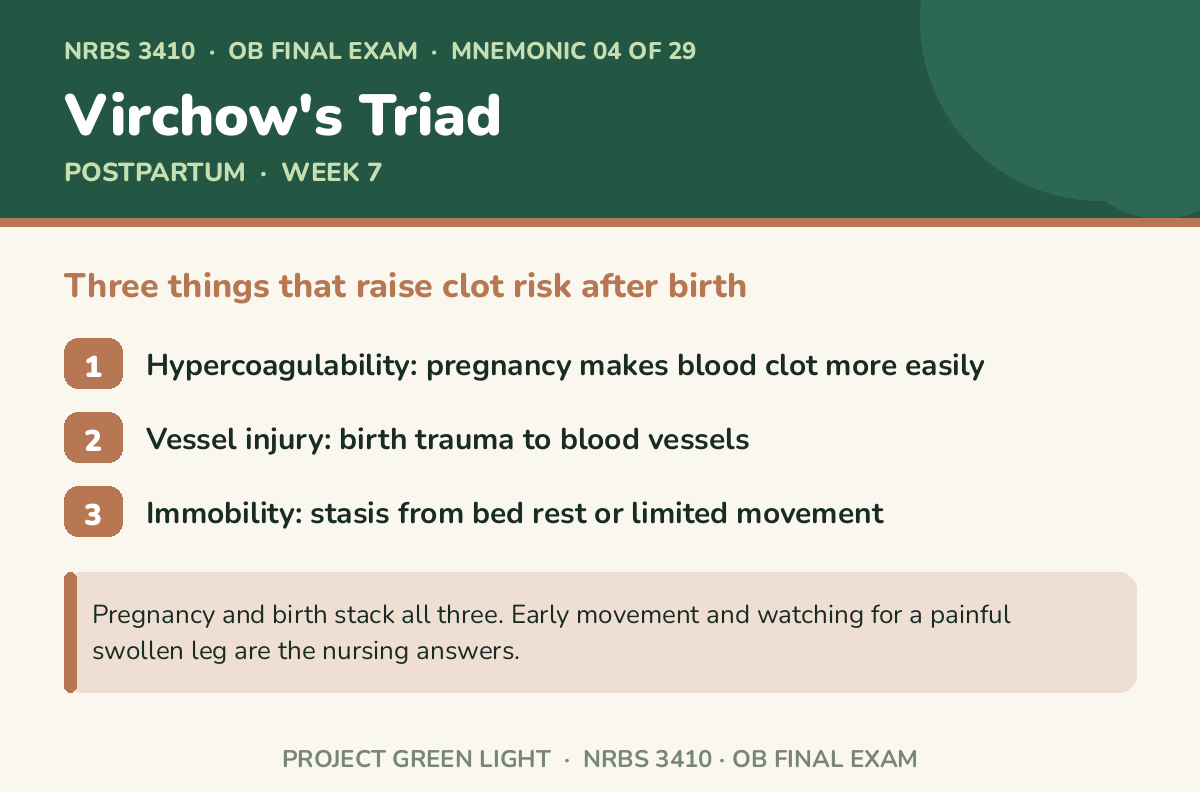 NRBS 3410 · OB FINAL EXAM · MNEMONIC 04 OF 29
Virchow's Triad
POSTPARTUM · WEEK 7
Three things that raise clot risk after birth
1 Hypercoagulability: pregnancy makes blood clot more easily
2 Vessel injury: birth trauma to blood vessels
3 Immobility: stasis from bed rest or limited movement
Pregnancy and birth stack all three. Early movement and watching for a painful
swollen leg are the nursing answers.
PROJECT GREEN LIGHT · NRBS 3410 · OB FINAL EXAM